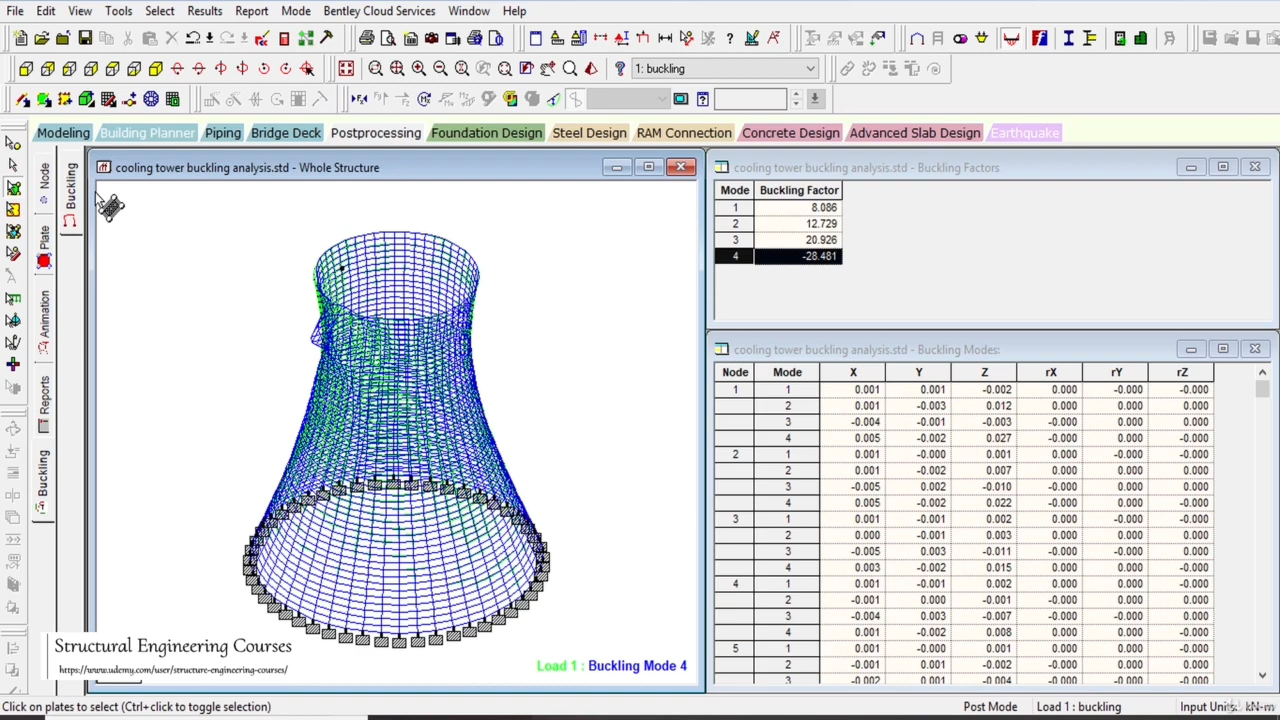 File Edit View Tools Select Results Report Mode Bentley Cloud Services Window Help
1: buckling
Modeling Building Planner Piping Bridge Deck Postprocessing Foundation Design Steel Design RAM Connection Concrete Design Advanced Slab Design Earthquake
Node
Plate
Animation
Reports
Buckling
Buckling
cooling tower buckling analysis.std - Whole Structure
Load 1 : Buckling Mode 4
Structural Engineering Courses
https://www.udemy.com/user/structure-engineering-courses/
cooling tower buckling analysis.std - Buckling Factors
Mode Buckling Factor
1 8.086
2 12.729
3 20.926
4 -28.481
cooling tower buckling analysis.std - Buckling Modes:
Node Mode X Y Z rX rY rZ
1 1 0.001 0.001 -0.002 0.000 -0.000 -0.000
2 0.001 -0.003 0.012 -0.000 0.000 0.000
3 -0.004 -0.001 -0.003 -0.000 0.000 -0.000
4 0.005 -0.002 0.027 -0.000 0.000 -0.000
2 1 0.001 -0.000 0.001 0.000 -0.000 -0.000
2 0.001 -0.002 0.007 0.000 0.000 0.000
3 -0.005 0.002 -0.010 -0.000 0.000 -0.000
4 0.005 -0.002 0.022 -0.000 0.000 -0.000
3 1 0.001 -0.001 0.002 0.000 -0.000 -0.000
2 0.000 -0.001 0.003 0.000 -0.000 0.000
3 -0.005 0.003 -0.011 -0.000 0.000 0.000
4 0.003 -0.002 0.015 -0.000 0.000 -0.000
4 1 0.001 -0.001 0.002 0.000 0.000 -0.000
2 -0.001 0.000 -0.001 0.000 -0.000 0.000
3 -0.004 0.003 -0.007 -0.000 0.000 0.000
4 0.001 -0.002 0.008 0.000 0.000 -0.000
5 1 0.001 -0.001 0.000 0.000 0.000 -0.000
2 -0.001 0.001 -0.002 0.000 -0.000 0.000
3 -0.002 0.001 -0.004 0.000 -0.000 0.000
Click on plates to select (Ctrl+click to toggle selection) Post Mode Load 1 : buckling Input Units: kN-m